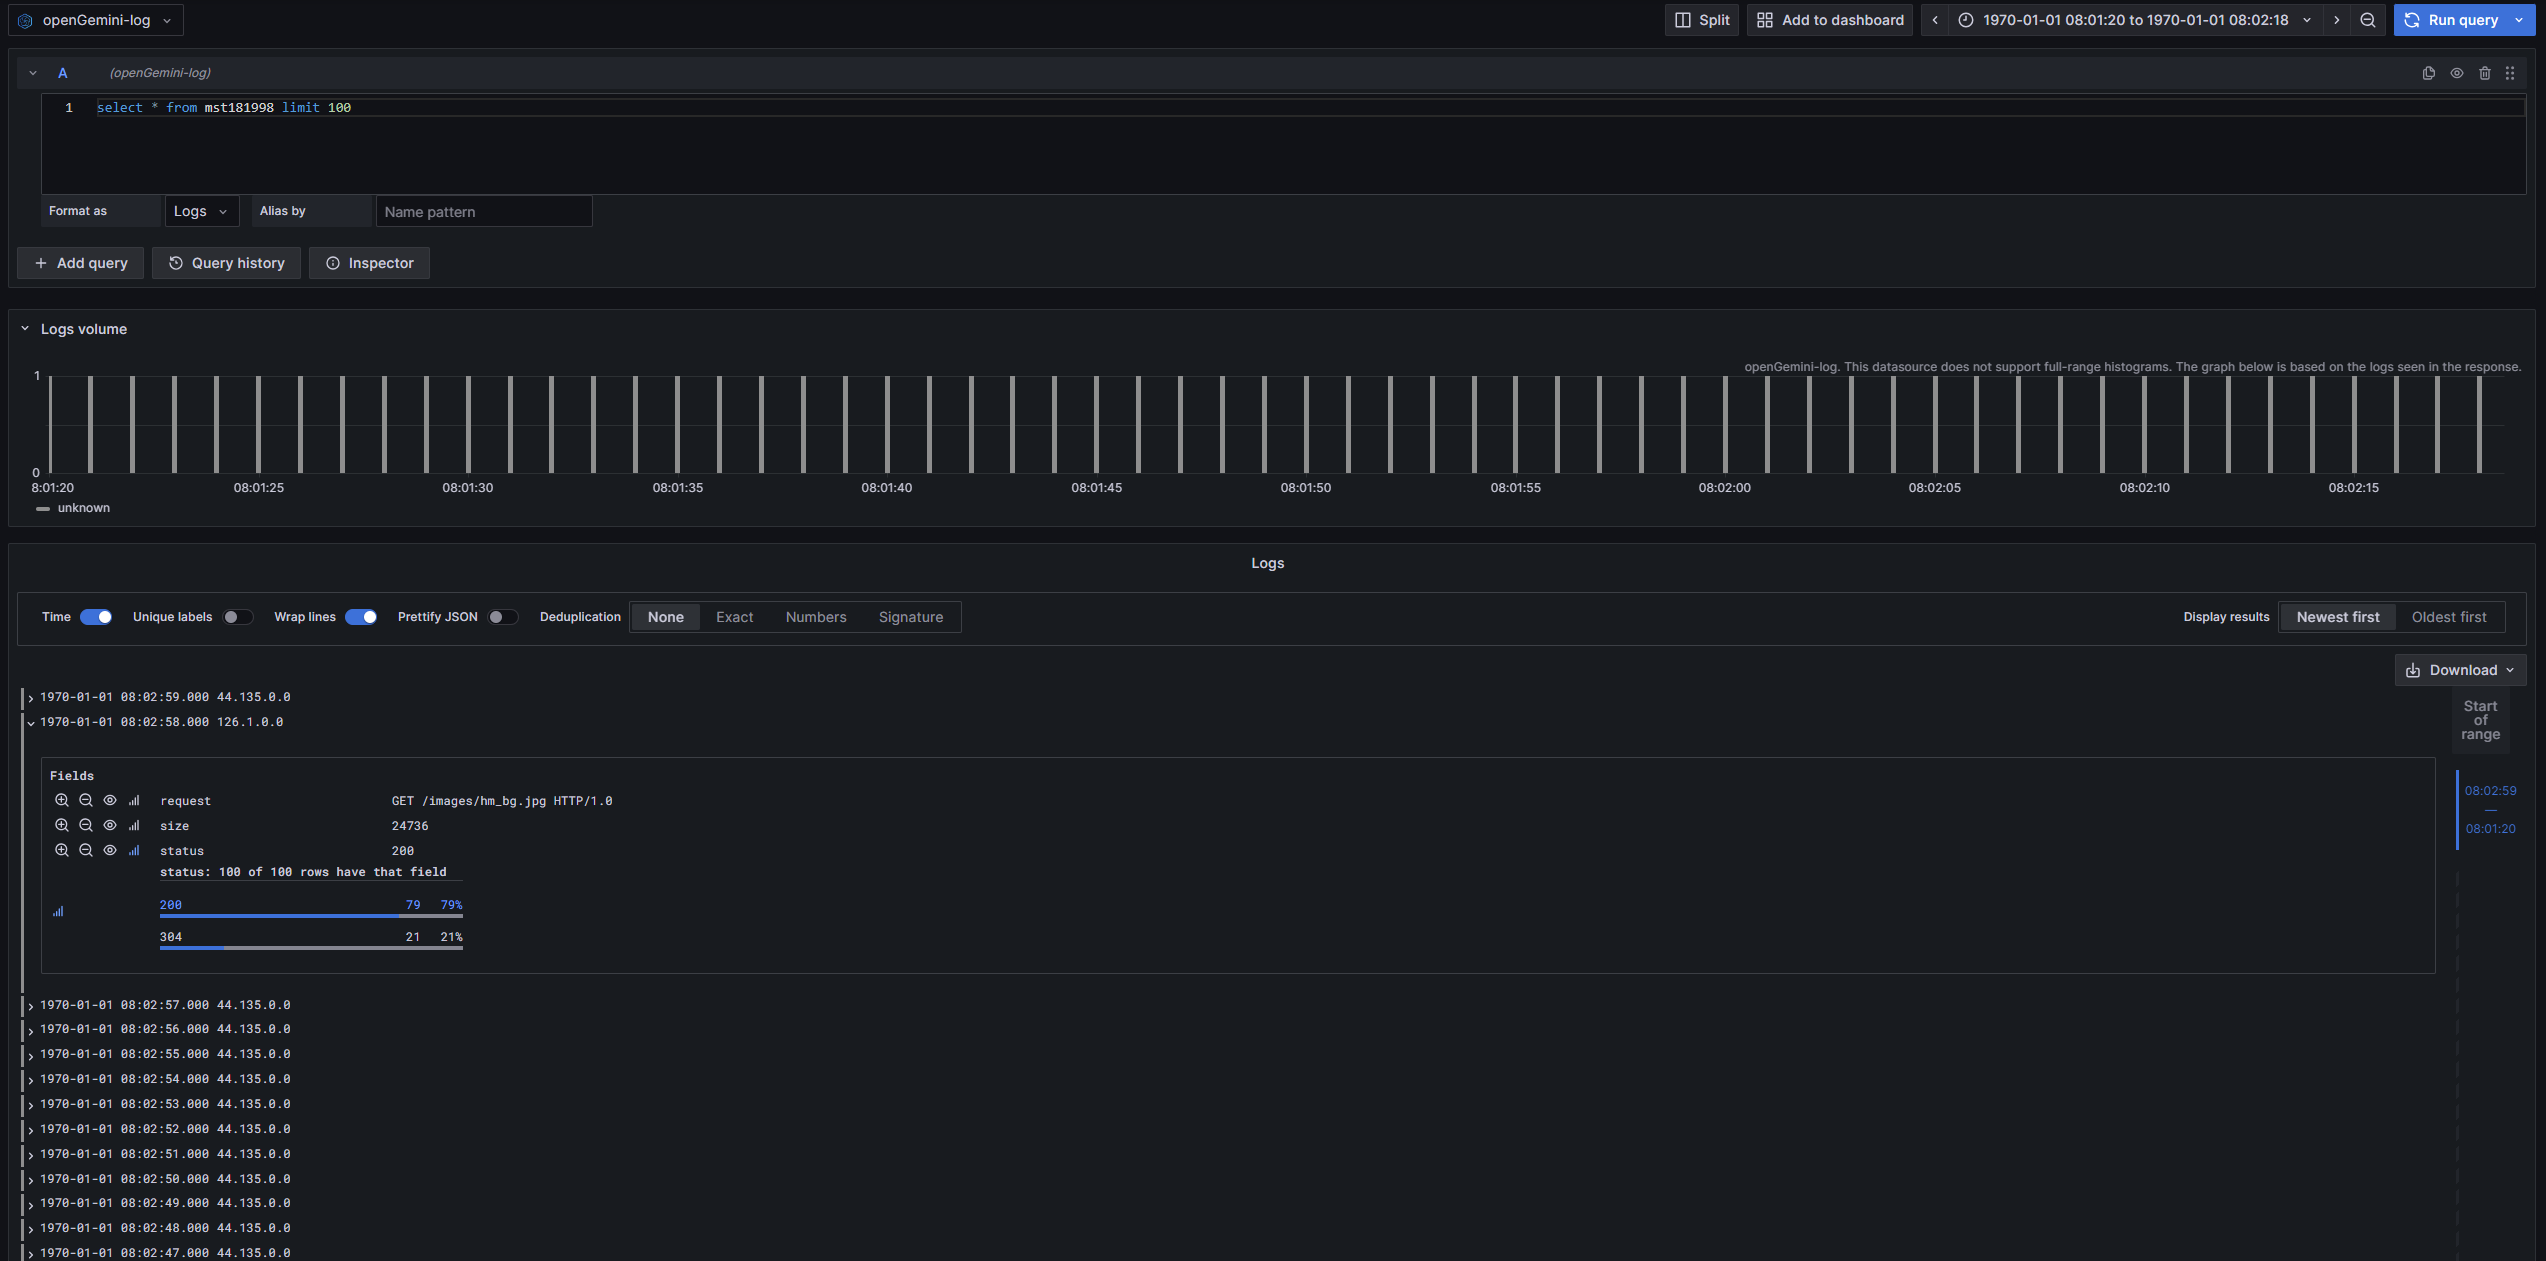 openGemini-log
Split
Add to dashboard
1970-01-01 08:01:20 to 1970-01-01 08:02:18
Run query
A (openGemini-log)
1 select * from mst181998 limit 100
Format as Logs Alias by Name pattern
Add query Query history Inspector
Logs volume
openGemini-log. This datasource does not support full-range histograms. The graph below is based on the logs seen in the response.
1
0
8:01:20 08:01:25 08:01:30 08:01:35 08:01:40 08:01:45 08:01:50 08:01:55 08:02:00 08:02:05 08:02:10 08:02:15
unknown
Logs
Time Unique labels Wrap lines Prettify JSON Deduplication None Exact Numbers Signature Display results Newest first Oldest first
Download
1970-01-01 08:02:59.000 44.135.0.0
1970-01-01 08:02:58.000 126.1.0.0
Start
of
range
08:02:59
—
08:01:20
Fields
request GET /images/hm_bg.jpg HTTP/1.0
size 24736
status 200
status: 100 of 100 rows have that field
200 79 79%
304 21 21%
1970-01-01 08:02:57.000 44.135.0.0
1970-01-01 08:02:56.000 44.135.0.0
1970-01-01 08:02:55.000 44.135.0.0
1970-01-01 08:02:54.000 44.135.0.0
1970-01-01 08:02:53.000 44.135.0.0
1970-01-01 08:02:52.000 44.135.0.0
1970-01-01 08:02:51.000 44.135.0.0
1970-01-01 08:02:50.000 44.135.0.0
1970-01-01 08:02:49.000 44.135.0.0
1970-01-01 08:02:48.000 44.135.0.0
1970-01-01 08:02:47.000 44.135.0.0